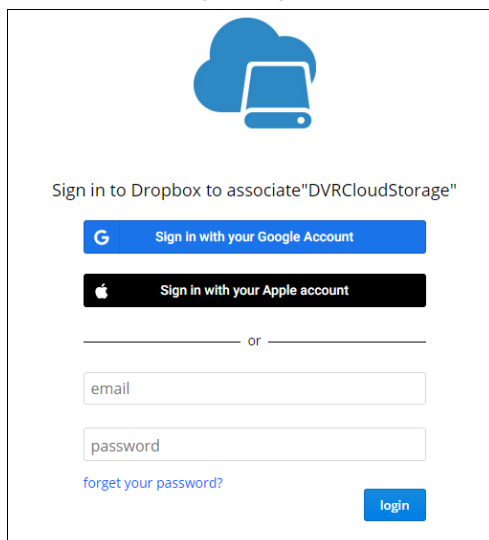 Sign in to Dropbox to associate"DVRCloudStorage"
G Sign in with your Google Account
Sign in with your Apple account
or
email
password
forget your password?
login